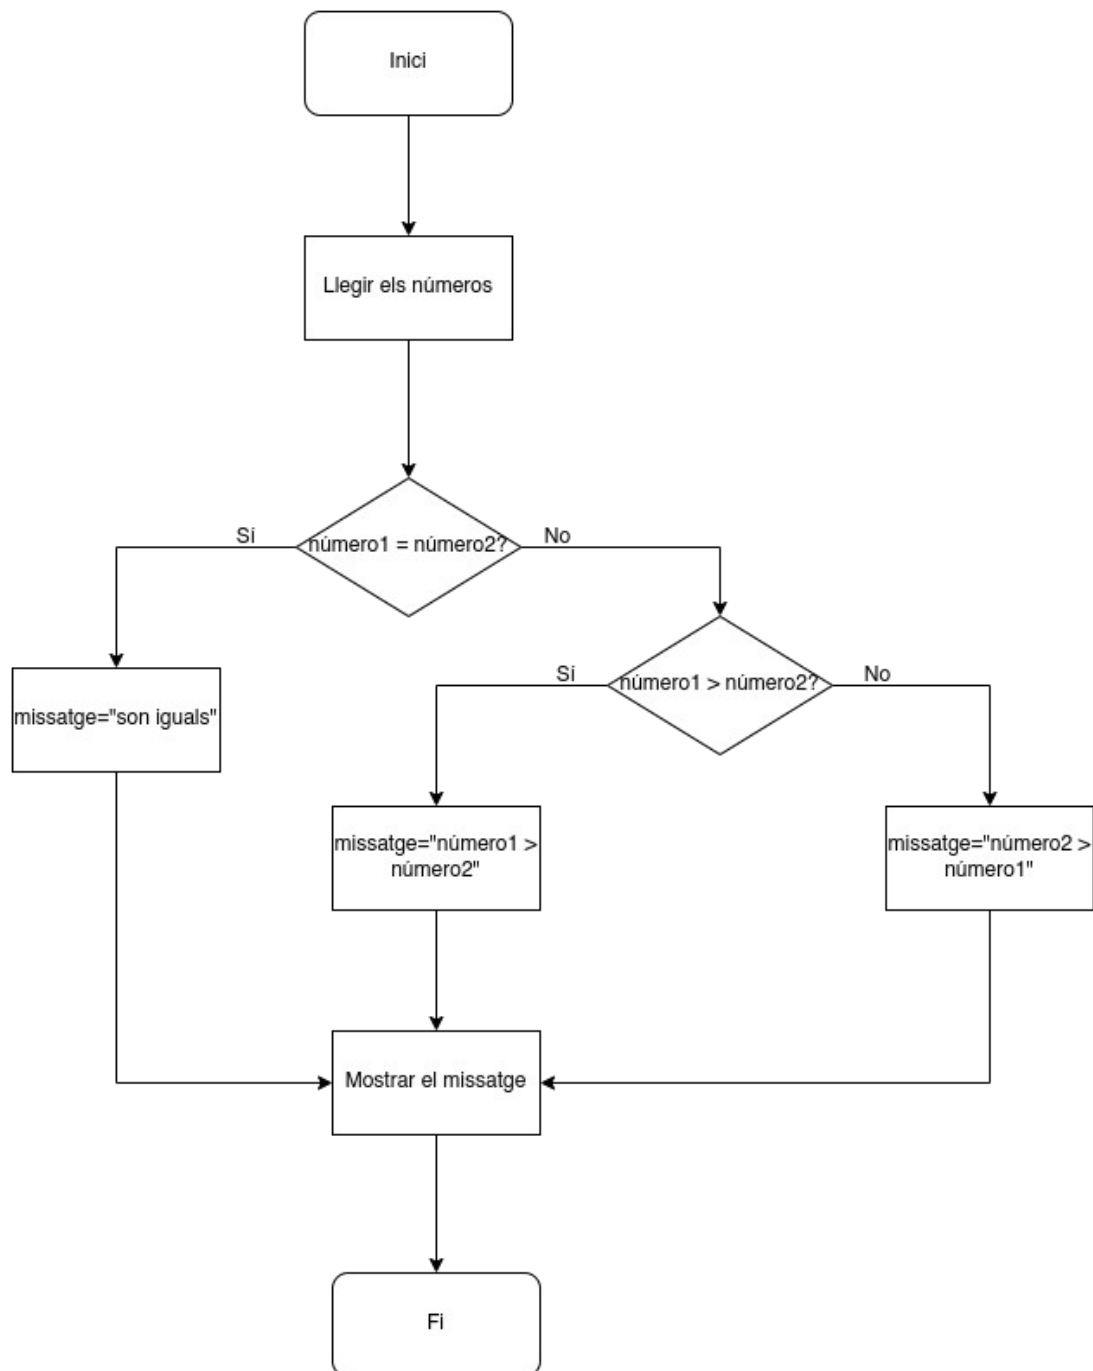 Inici
Llegir els números
Sí
número1 = número2?
No
Sí
número1 > número2?
No
missatge="son iguals"
missatge="número1 >
número2"
missatge="número2 >
número1"
Mostrar el missatge
Fi